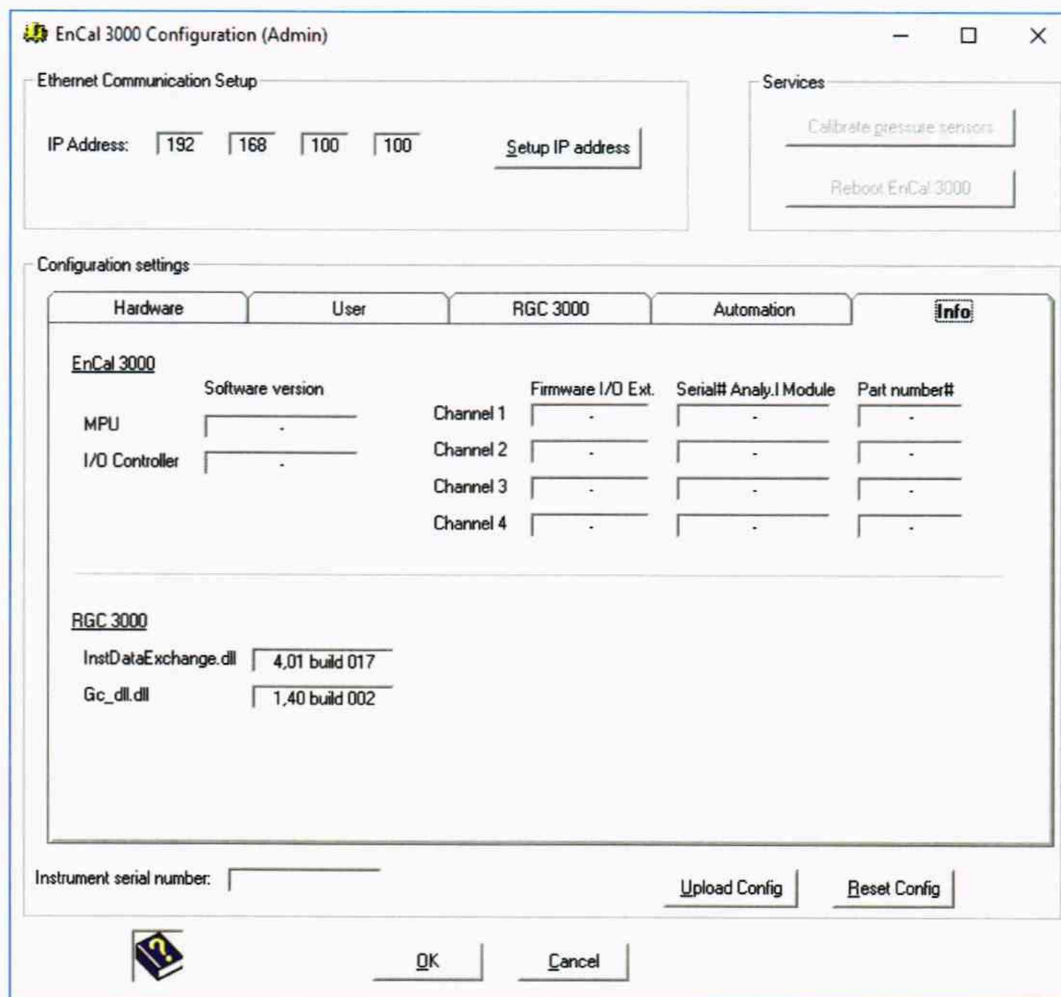 EnCal 3000 Configuration (Admin)
Ethernet Communication Setup
IP Address: 192 168 100 100
Setup IP address
Services
Calibrate pressure sensors
Reboot EnCal 3000
Configuration settings
Hardware User RGC 3000 Automation Info
EnCal 3000
Software version
MPU -
I/O Controller -
Firmware I/O Ext. Serial# Analy.l Module Part number#
Channel 1 - - -
Channel 2 - - -
Channel 3 - - -
Channel 4 - - -
RGC 3000
InstDataExchange.dll 4,01 build 017
Gc_dll.dll 1,40 build 002
Instrument serial number:
Upload Config Reset Config
?
OK Cancel